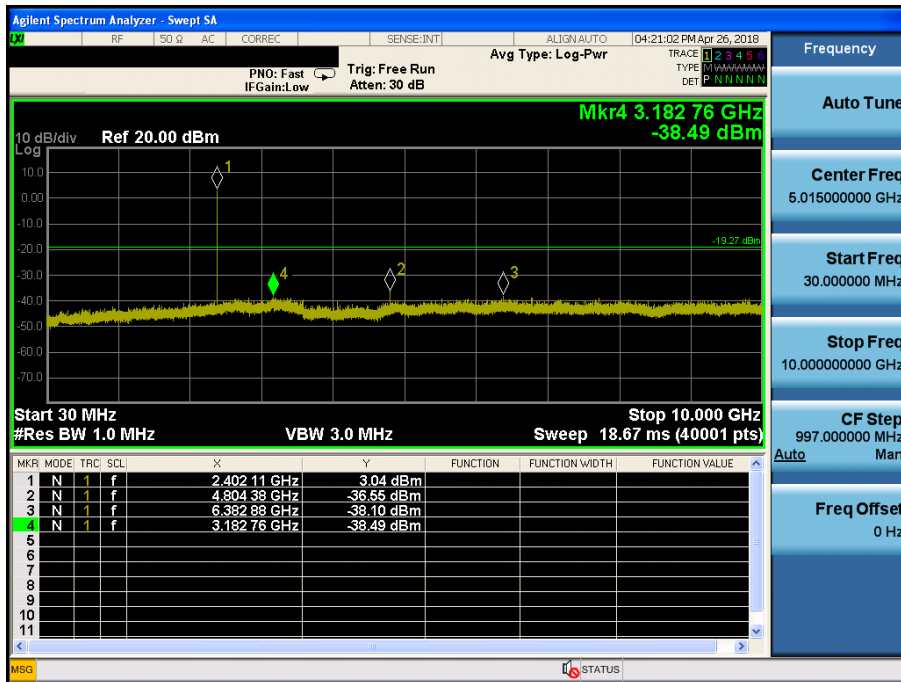 Agilent Spectrum Analyzer - Swept SA
LXI RF 50 Ω AC CORREC SENSE:INT ALIGN AUTO 04:21:02 PM Apr 26, 2018
PNO: Fast
IFGain:Low
Trig: Free Run
Atten: 30 dB
Avg Type: Log-Pwr
TRACE 1 2 3 4 5 6
TYPE M W W W W W
DET P N N N N N
Mkr4 3.182 76 GHz
-38.49 dBm
10 dB/div
Log
Ref 20.00 dBm
10.0
0.00
-10.0
-20.0
-30.0
-40.0
-50.0
-60.0
-70.0
1
-19.27 dBm
4
2
3
Start 30 MHz
Stop 10.000 GHz
#Res BW 1.0 MHz
VBW 3.0 MHz
Sweep 18.67 ms (40001 pts)
MKR MODE TRC SCL X Y FUNCTION FUNCTION WIDTH FUNCTION VALUE
1 N 1 f 2.402 11 GHz 3.04 dBm
2 N 1 f 4.804 38 GHz -36.55 dBm
3 N 1 f 6.382 88 GHz -38.10 dBm
4 N 1 f 3.182 76 GHz -38.49 dBm
5
6
7
8
9
10
11
MSG
STATUS
Frequency
Auto Tune
Center Freq
5.015000000 GHz
Start Freq
30.000000 MHz
Stop Freq
10.000000000 GHz
CF Step
997.000000 MHz
Auto Man
Freq Offset
0 Hz